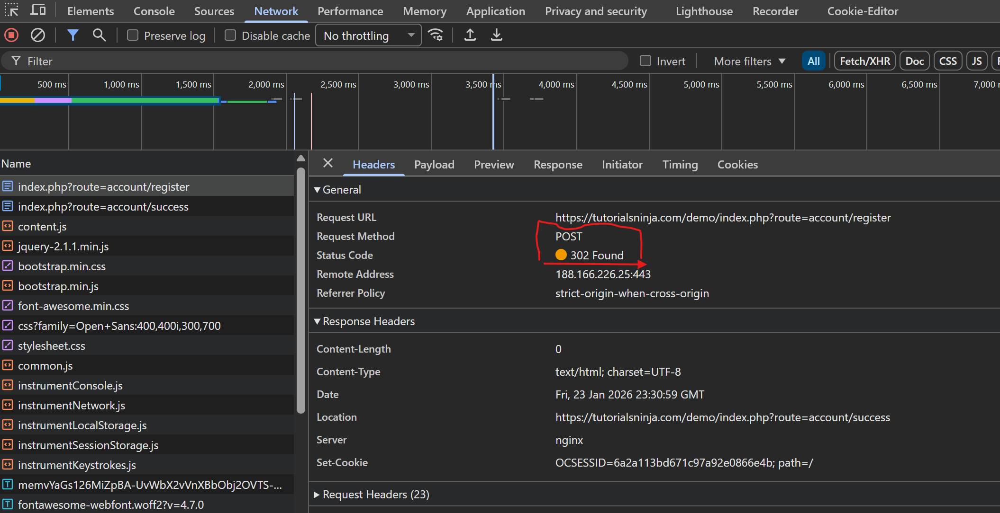 Elements Console Sources Network Performance Memory Application Privacy and security Lighthouse Recorder Cookie-Editor
Preserve log Disable cache No throttling
Filter Invert More filters All Fetch/XHR Doc CSS JS
500 ms 1,000 ms 1,500 ms 2,000 ms 2,500 ms 3,000 ms 3,500 ms 4,000 ms 4,500 ms 5,000 ms 5,500 ms 6,000 ms 6,500 ms 7,000
Name
index.php?route=account/register
index.php?route=account/success
content.js
jquery-2.1.1.min.js
bootstrap.min.css
bootstrap.min.js
font-awesome.min.css
css?family=Open+Sans:400,400i,300,700
stylesheet.css
common.js
instrumentConsole.js
instrumentNetwork.js
instrumentLocalStorage.js
instrumentSessionStorage.js
instrumentKeystrokes.js
memvYaGs126MiZpBA-UvWbX2vVnXBbObj2OVTS-...
fontawesome-webfont.woff2?v=4.7.0
Headers Payload Preview Response Initiator Timing Cookies
General
Request URL https://tutorialsninja.com/demo/index.php?route=account/register
Request Method POST
Status Code 302 Found
Remote Address 188.166.226.25:443
Referrer Policy strict-origin-when-cross-origin
Response Headers
Content-Length 0
Content-Type text/html; charset=UTF-8
Date Fri, 23 Jan 2026 23:30:59 GMT
Location https://tutorialsninja.com/demo/index.php?route=account/success
Server nginx
Set-Cookie OCSESSID=6a2a113bd671c97a92e0866e4b; path=/
Request Headers (23)